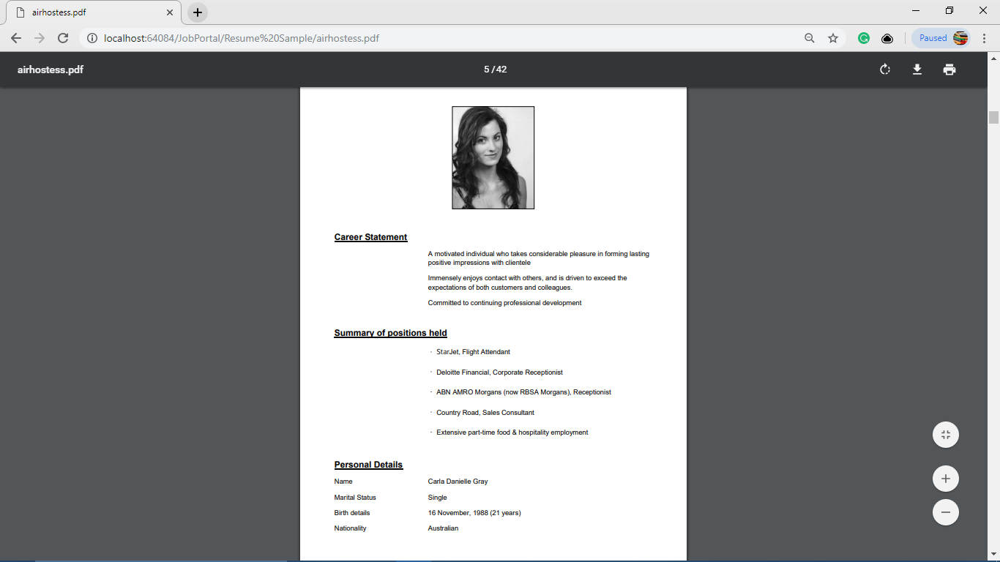 airhostess.pdf
localhost:64084/JobPortal/Resume%20Sample/airhostess.pdf
Paused
airhostess.pdf
5 / 42
Career Statement
A motivated individual who takes considerable pleasure in forming lasting
positive impressions with clientele
Immensely enjoys contact with others, and is driven to exceed the
expectations of both customers and colleagues.
Committed to continuing professional development
Summary of positions held
· StarJet, Flight Attendant
· Deloitte Financial, Corporate Receptionist
· ABN AMRO Morgans (now RBSA Morgans), Receptionist
· Country Road, Sales Consultant
· Extensive part-time food & hospitality employment
Personal Details
Name Carla Danielle Gray
Marital Status Single
Birth details 16 November, 1988 (21 years)
Nationality Australian